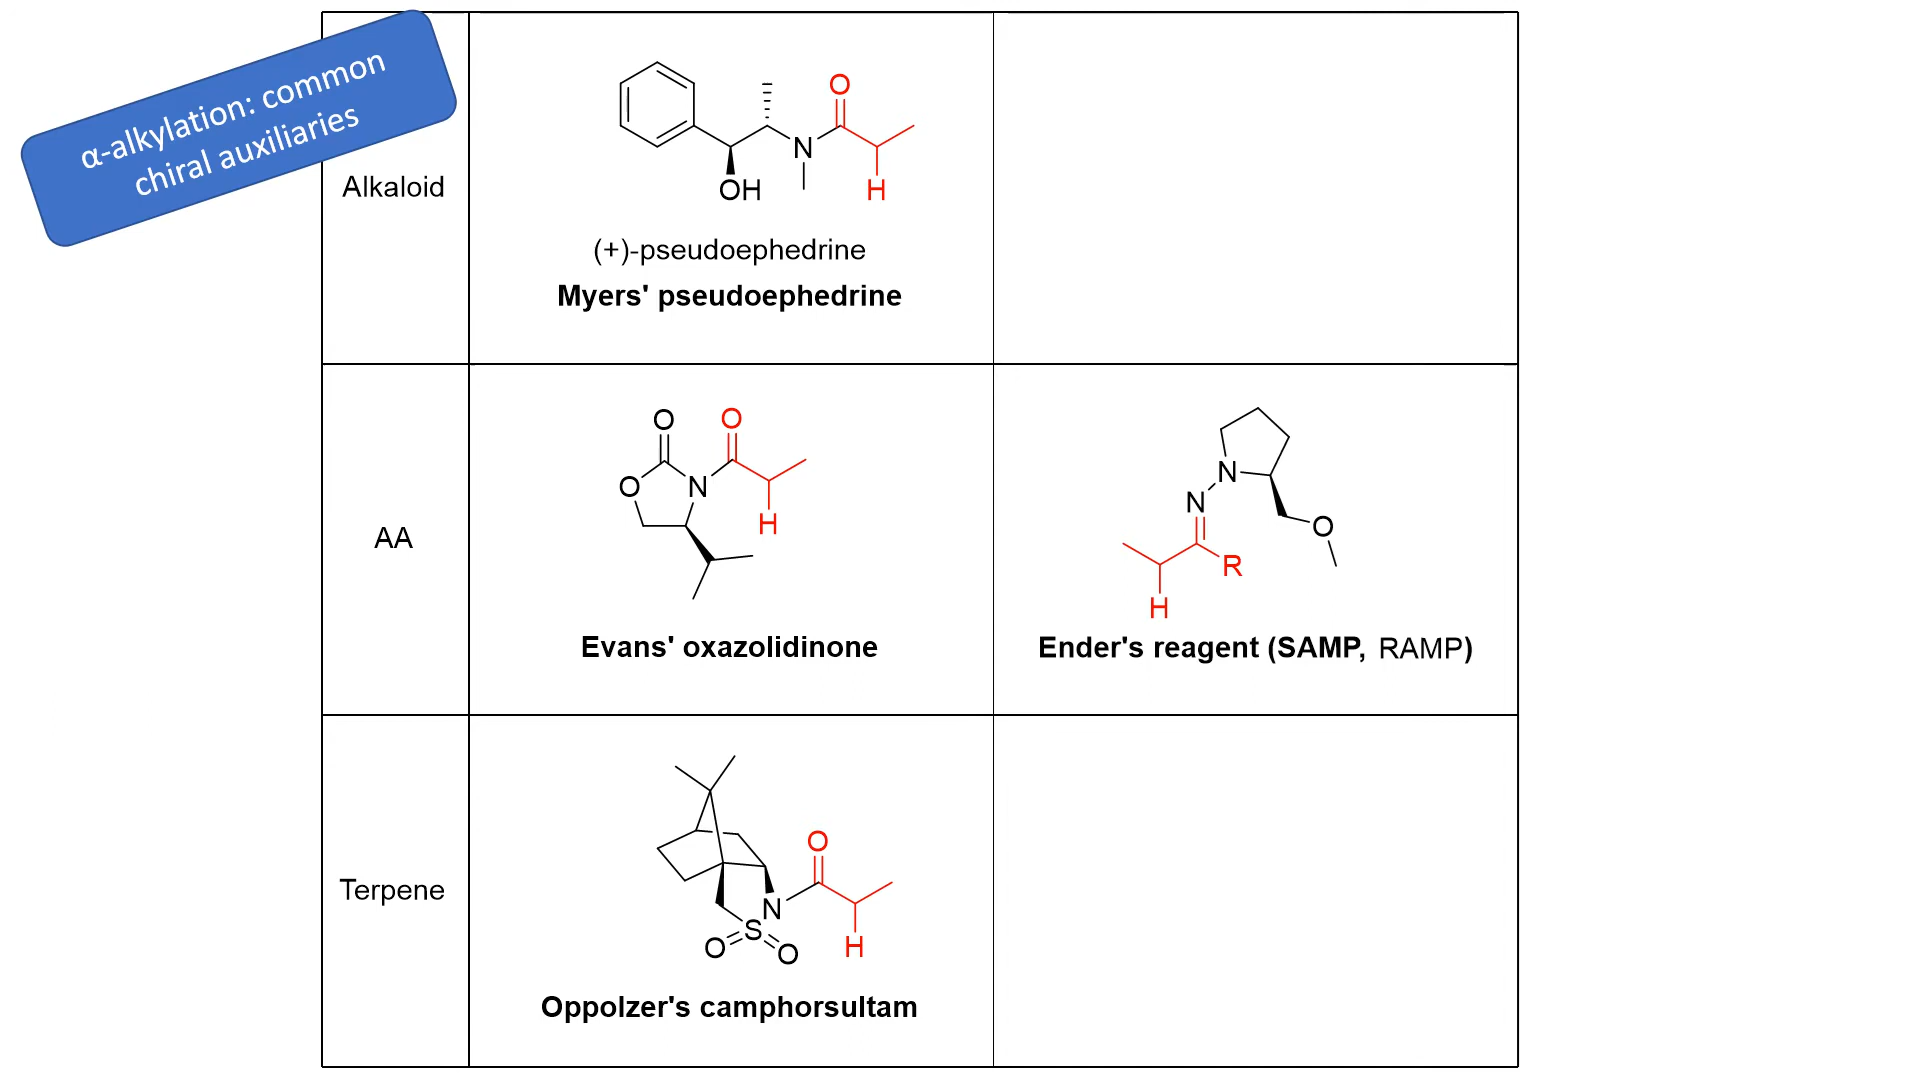 α-alkylation: common
chiral auxiliaries
Alkaloid
O
N
OH
H
(+)-pseudoephedrine
Myers' pseudoephedrine
AA
O
O
O
N
H
N
N
O
R
H
Evans' oxazolidinone
Ender's reagent (SAMP, RAMP)
Terpene
O
N
S
O
O
H
Oppolzer's camphorsultam